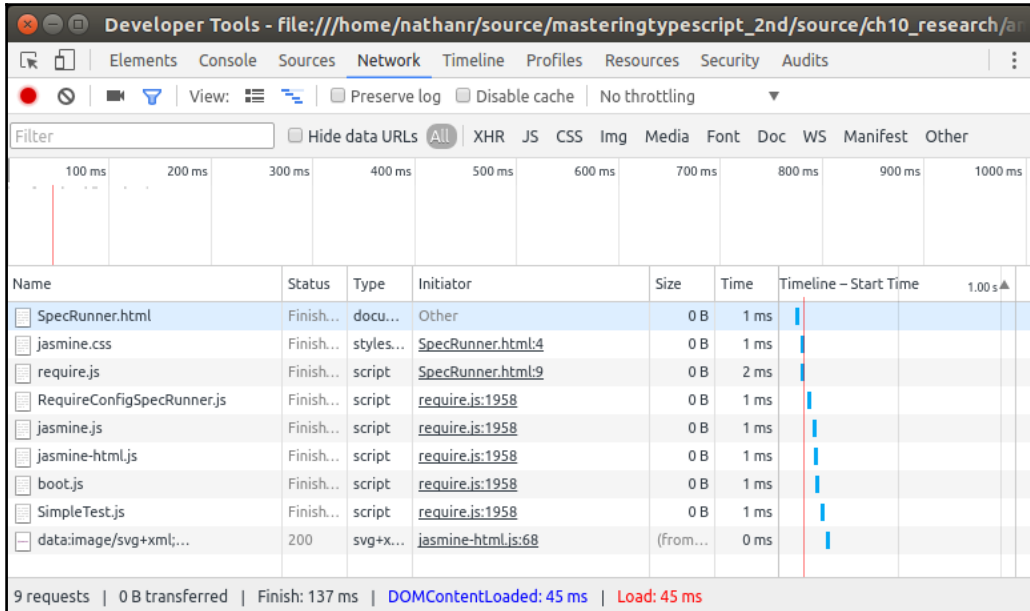 Developer Tools - file:///home/nathanr/source/masteringtypescript_2nd/source/ch10_research/
Elements Console Sources Network Timeline Profiles Resources Security Audits
View: Preserve log Disable cache No throttling
Filter Hide data URLs All XHR JS CSS Img Media Font Doc WS Manifest Other
100 ms 200 ms 300 ms 400 ms 500 ms 600 ms 700 ms 800 ms 900 ms 1000 ms
Name Status Type Initiator Size Time Timeline – Start Time 1.00 s
SpecRunner.html Finish... docu... Other 0 B 1 ms
jasmine.css Finish... styles... SpecRunner.html:4 0 B 1 ms
require.js Finish... script SpecRunner.html:9 0 B 2 ms
RequireConfigSpecRunner.js Finish... script require.js:1958 0 B 1 ms
jasmine.js Finish... script require.js:1958 0 B 1 ms
jasmine-html.js Finish... script require.js:1958 0 B 1 ms
boot.js Finish... script require.js:1958 0 B 1 ms
SimpleTest.js Finish... script require.js:1958 0 B 1 ms
data:image/svg+xml;... 200 svg+x... jasmine-html.js:68 (from... 0 ms
9 requests | 0 B transferred | Finish: 137 ms | DOMContentLoaded: 45 ms | Load: 45 ms